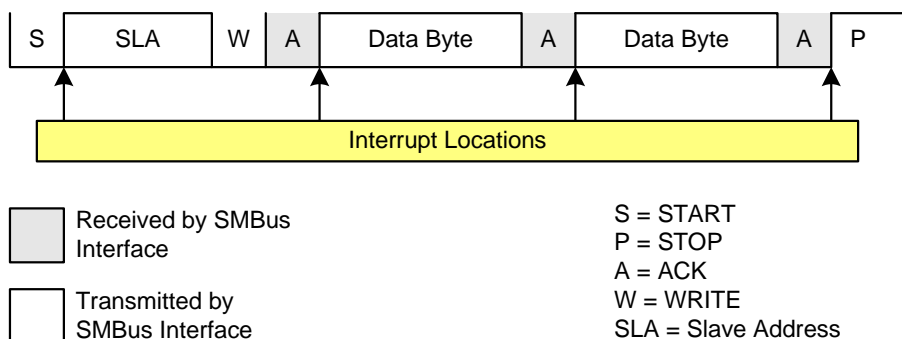 S SLA W A Data Byte A Data Byte A P
Interrupt Locations
Received by SMBus
Interface
Transmitted by
SMBus Interface
S = START
P = STOP
A = ACK
W = WRITE
SLA = Slave Address